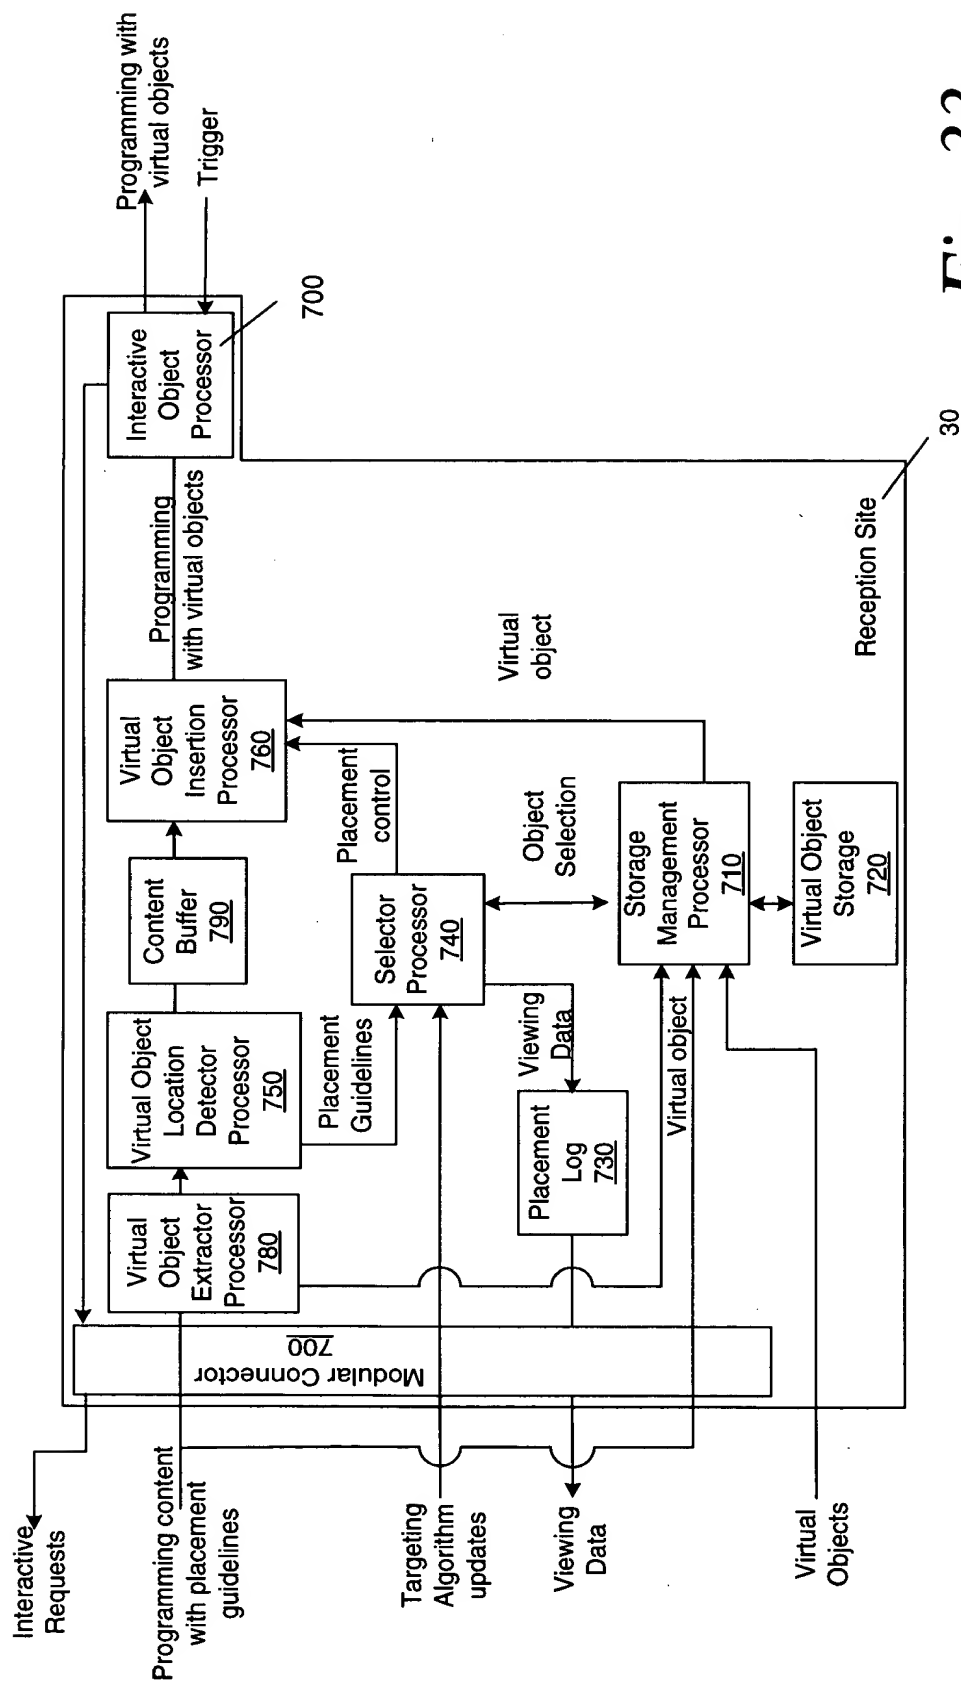 Interactive
Requests
Programming content
with placement
guidelines
Targeting
Algorithm
updates
Viewing
Data
Virtual
Objects
Modular Connector
700
Virtual
Object
Extractor
Processor
780
Virtual Object
Location
Detector
Processor
750
Content
Buffer
790
Virtual
Object
Insertion
Processor
760
Programming
with virtual objects
Interactive
Object
Processor
700
Programming with
virtual objects
Trigger
Placement
Guidelines
Selector
Processor
740
Placement
control
Viewing
Data
Placement
Log
730
Object
Selection
Virtual
object
Virtual object
Storage
Management
Processor
710
Virtual Object
Storage
720
Reception Site
30